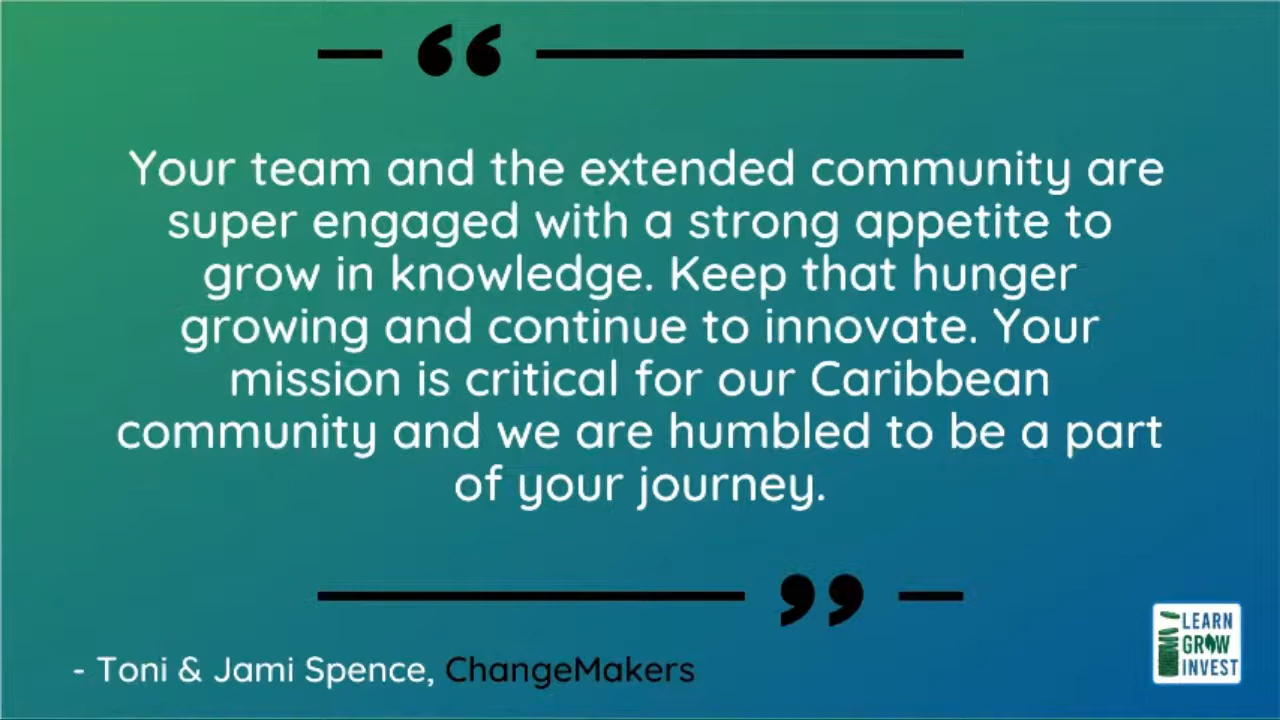 “
Your team and the extended community are
super engaged with a strong appetite to
grow in knowledge. Keep that hunger
growing and continue to innovate. Your
mission is critical for our Caribbean
community and we are humbled to be a part
of your journey.
”
- Toni & Jami Spence, ChangeMakers
LEARN
GROW
INVEST